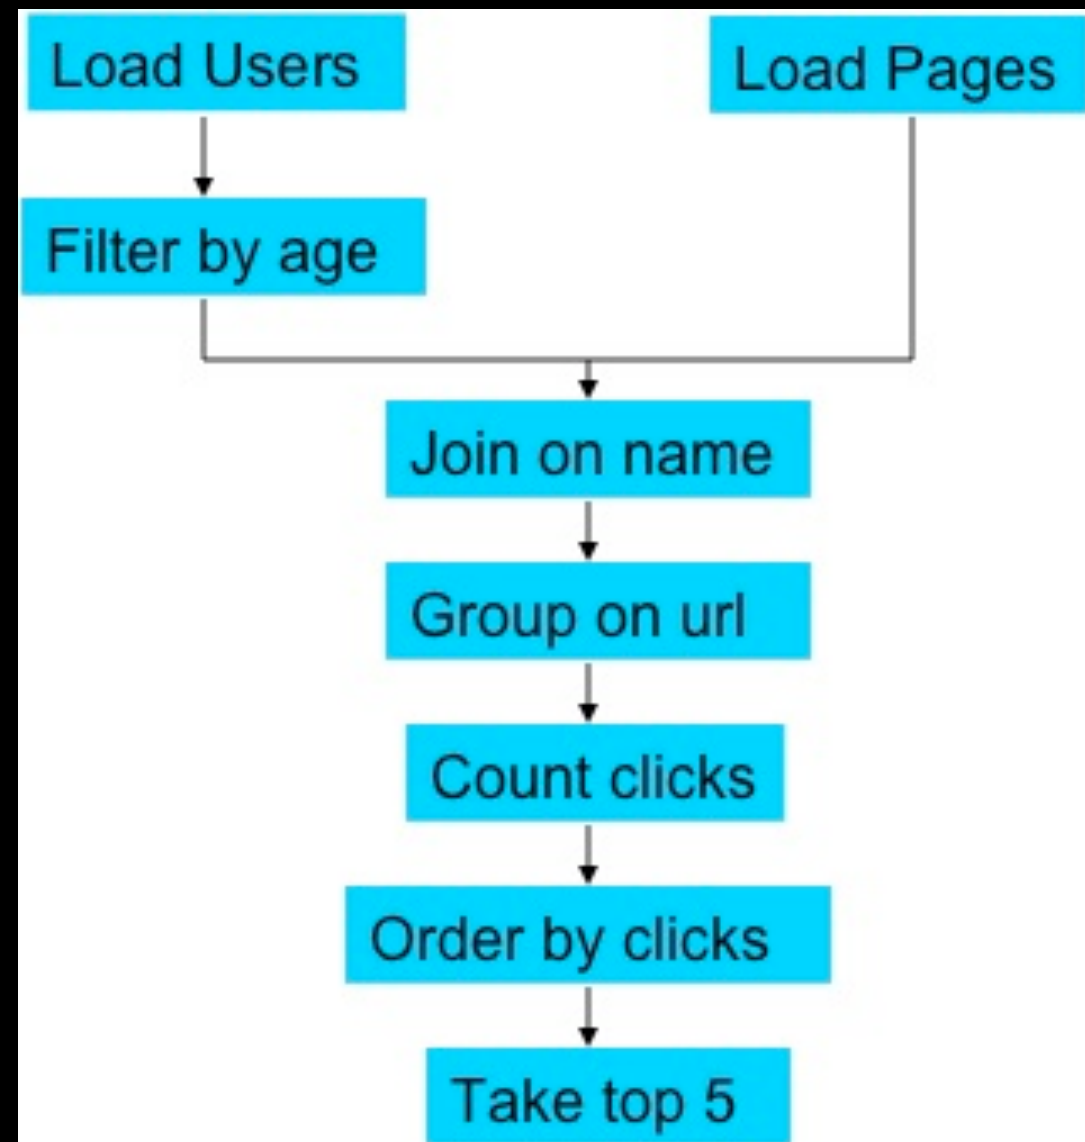 Load Users
Load Pages
Filter by age
Join on name
Group on url
Count clicks
Order by clicks
Take top 5